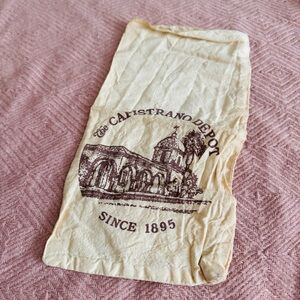 The CAPISTRANO DEPOT
SINCE 1895